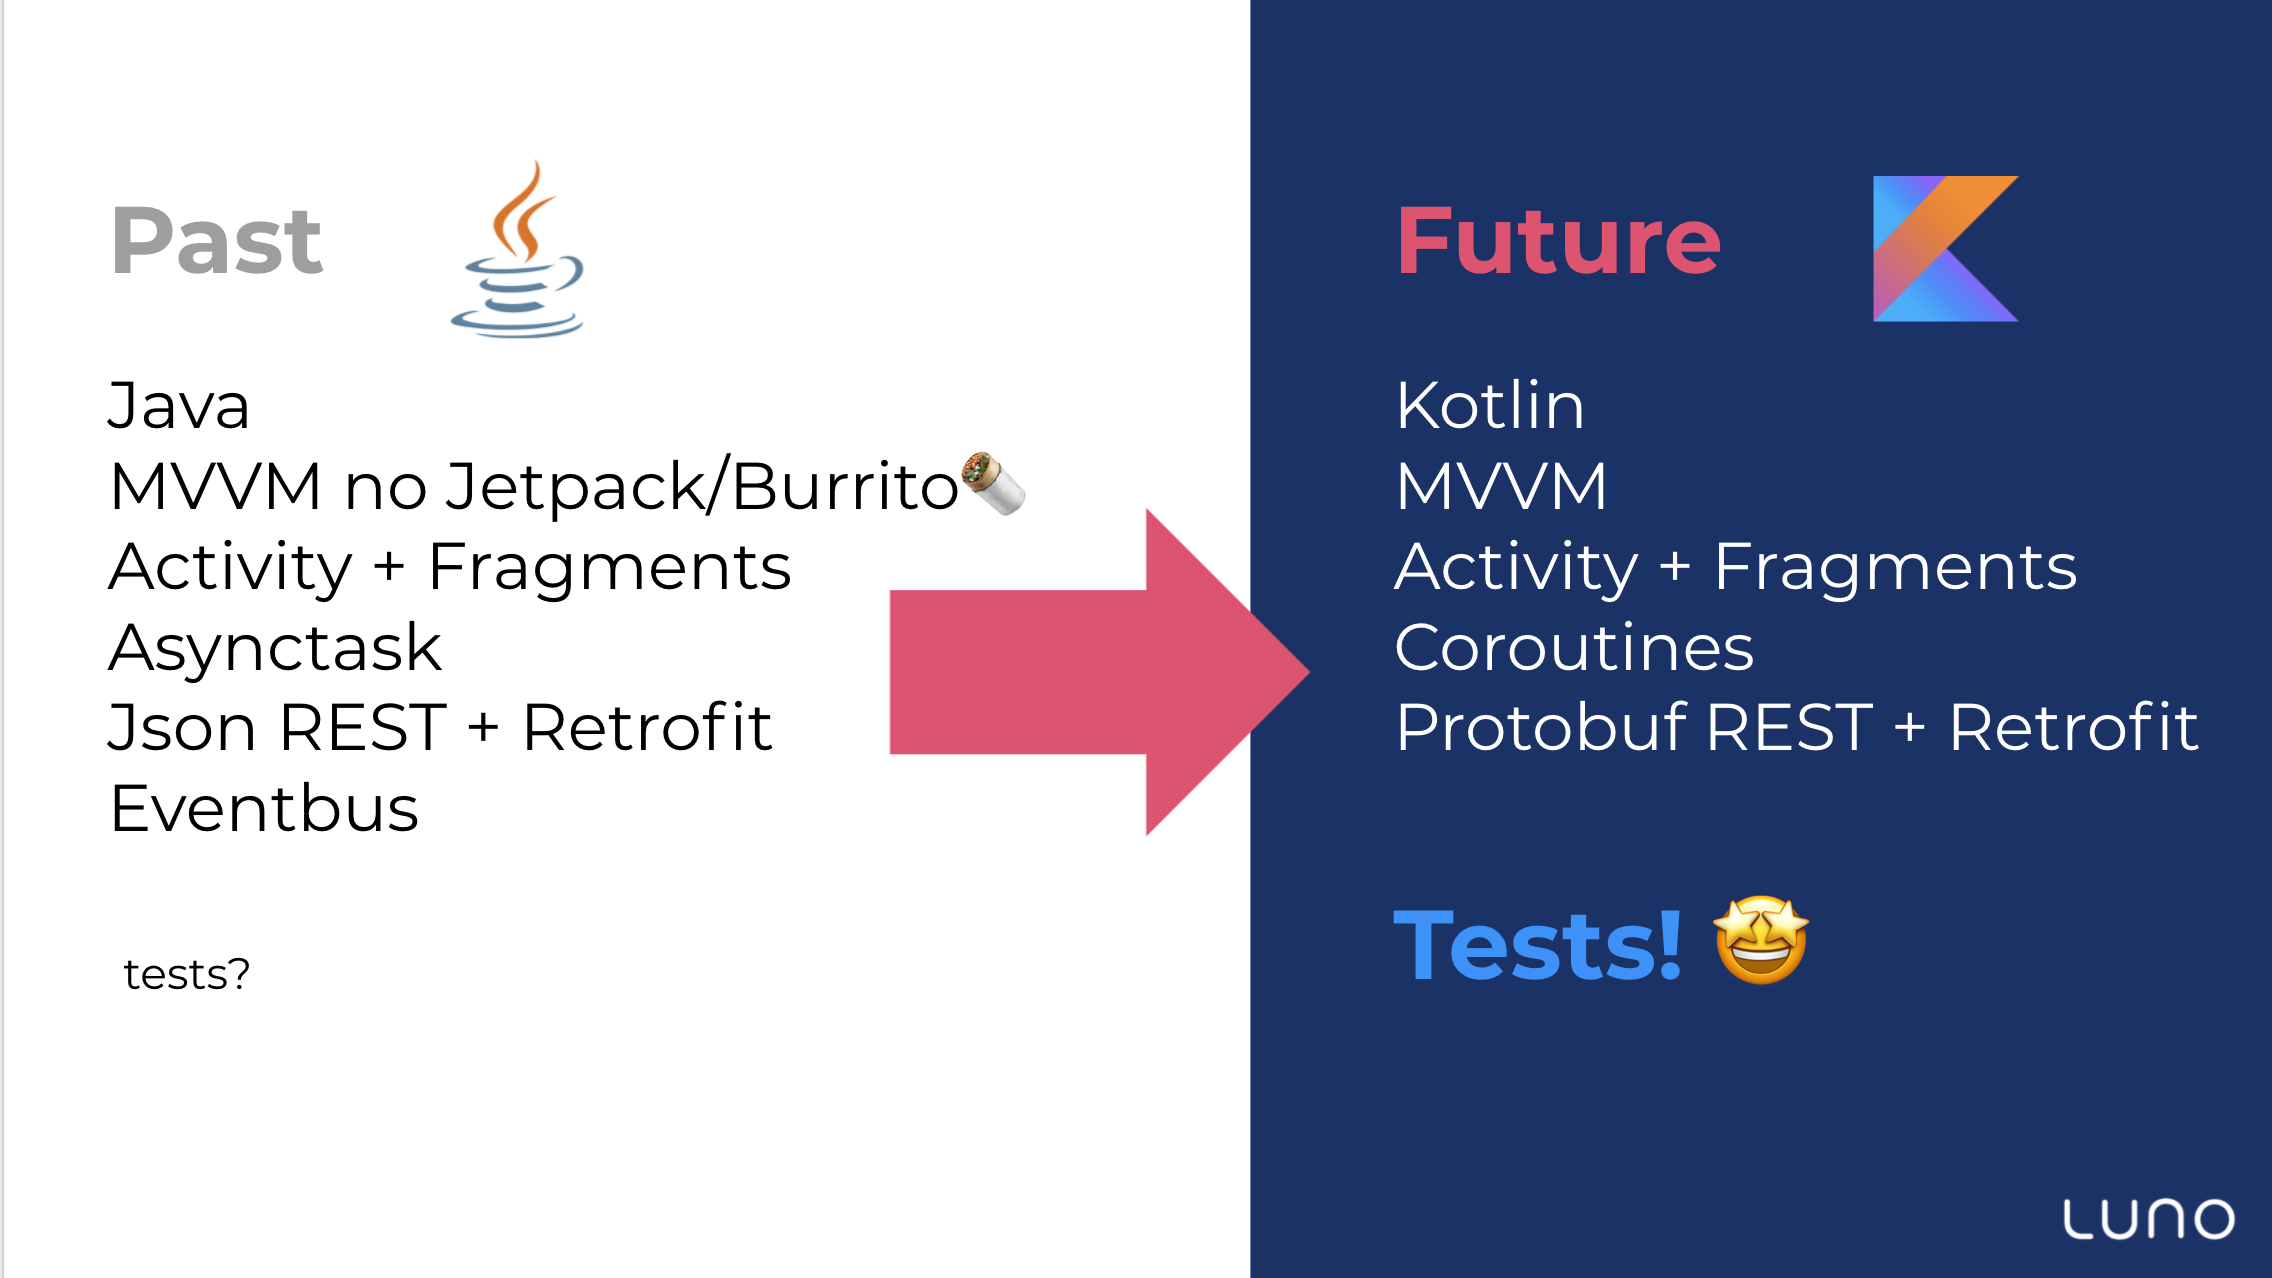 Past
Java
MVVM no Jetpack/Burrito🌯
Activity + Fragments
Asynctask
Json REST + Retrofit
Eventbus
tests?
Future
Kotlin
MVVM
Activity + Fragments
Coroutines
Protobuf REST + Retrofit
Tests! 🤩
LUNO